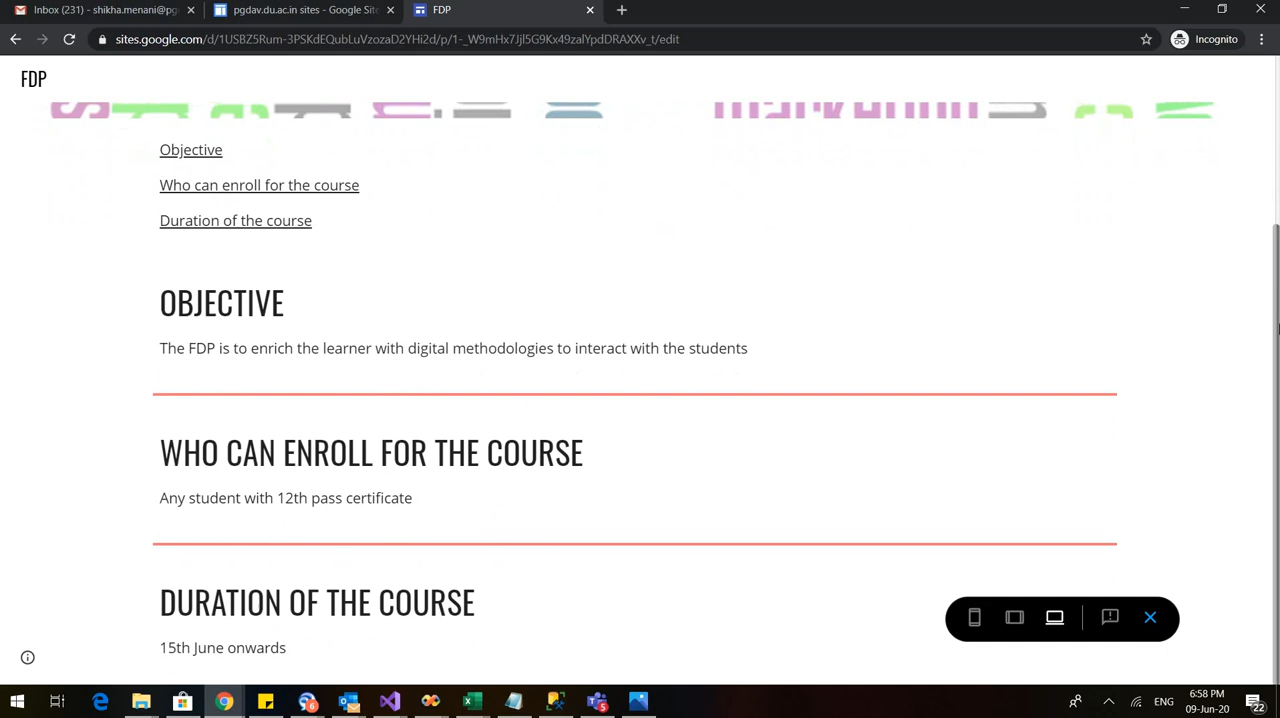 Inbox (231) - shikha.menani@pg
pgdav.du.ac.in sites - Google Sit
FDP
sites.google.com/d/1USBZ5Rum-3PSKdEQubLuVzozaD2YHi2d/p/1-_W9mHx7Jjl5G9Kx49zalYpdDRAXXv_t/edit
Incognito
FDP
Objective
Who can enroll for the course
Duration of the course
OBJECTIVE
The FDP is to enrich the learner with digital methodologies to interact with the students
WHO CAN ENROLL FOR THE COURSE
Any student with 12th pass certificate
DURATION OF THE COURSE
15th June onwards
ENG
6:58 PM
09-Jun-20
22